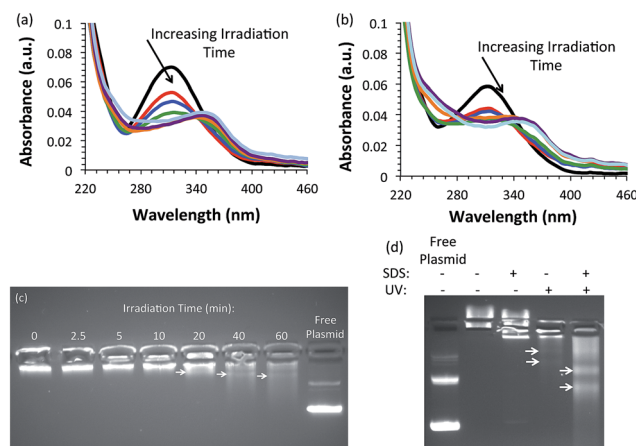 (a)
0.1
0.08
0.06
0.04
0.02
0
Absorbance (a.u.)
Increasing Irradiation
Time
220 280 340 400 460
Wavelength (nm)
(b)
0.1
0.08
0.06
0.04
0.02
0
Absorbance (a.u.)
Increasing Irradiation
Time
220 280 340 400 460
Wavelength (nm)
(c)
Irradiation Time (min):
0 2.5 5 10 20 40 60
Free
Plasmid
(d)
Free
Plasmid
SDS: - - + - +
UV: - - - + +